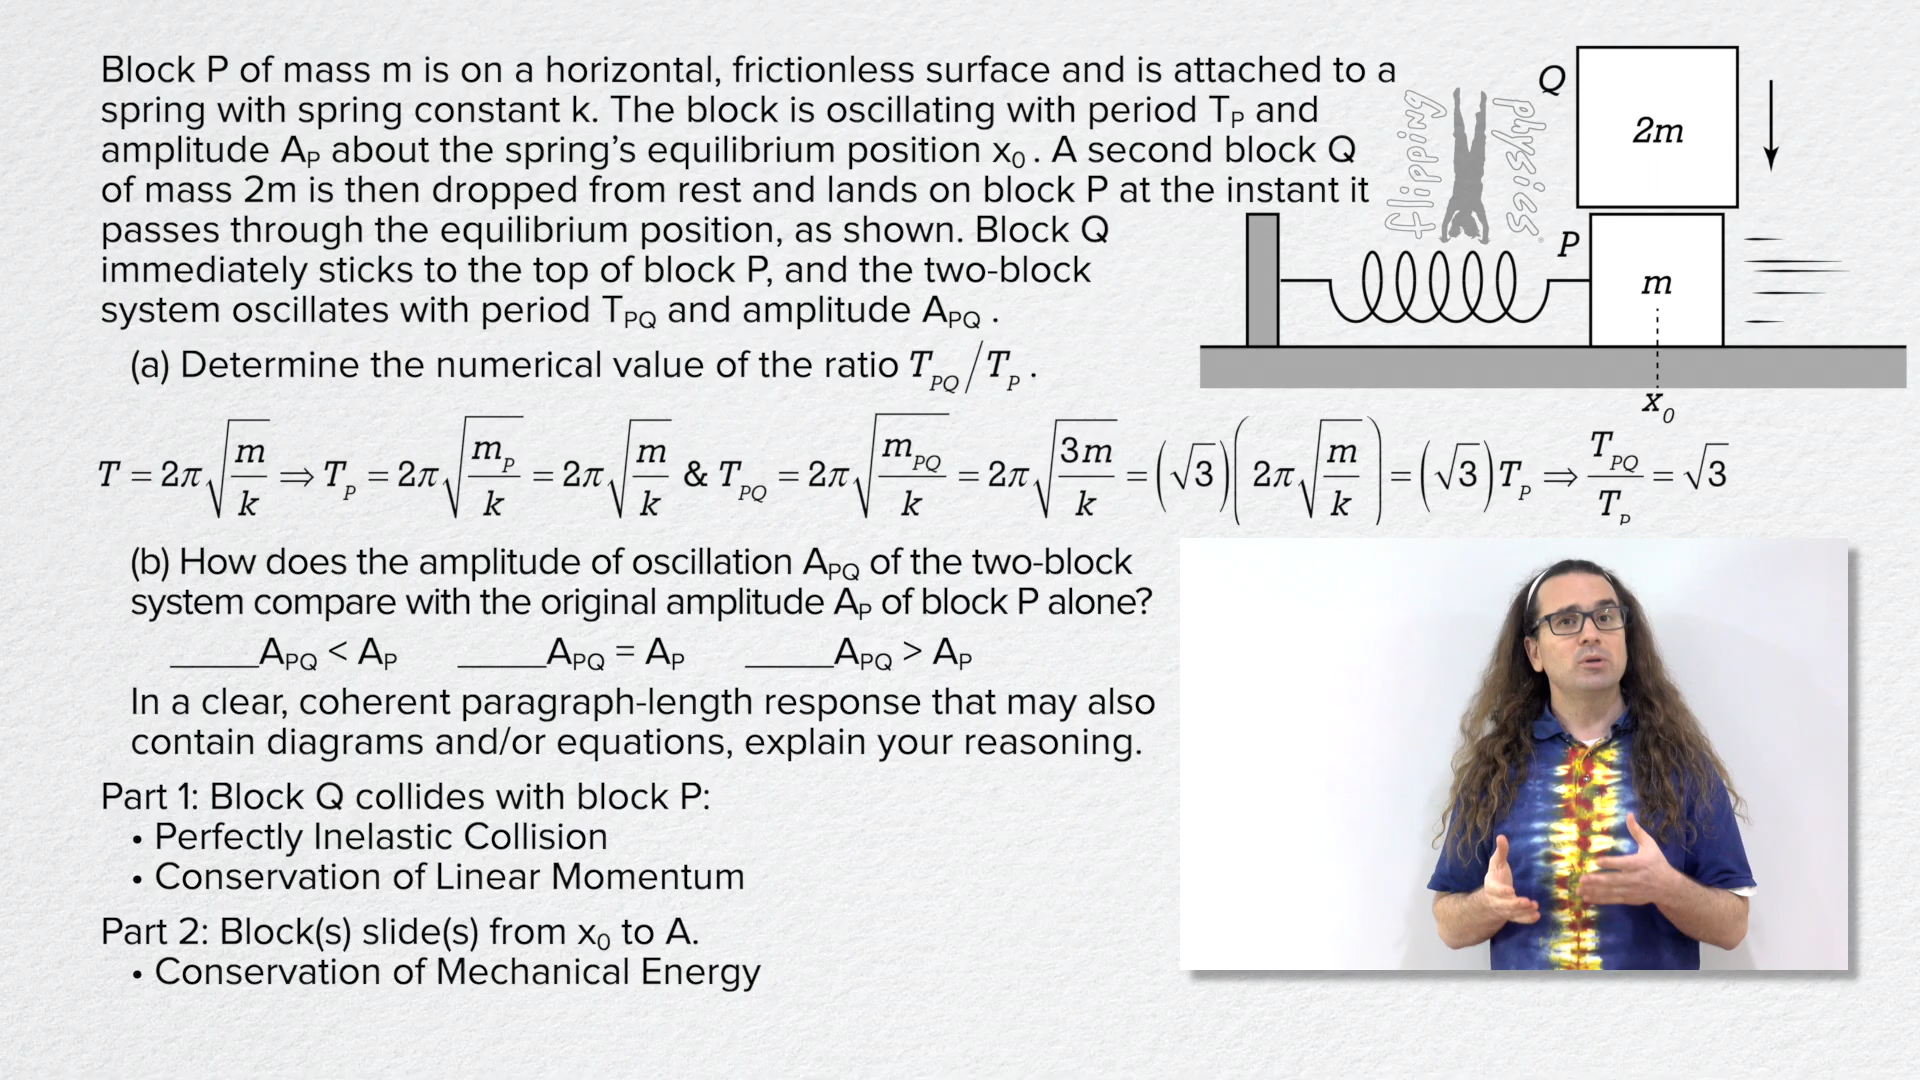 Block P of mass m is on a horizontal, frictionless surface and is attached to a
spring with spring constant k. The block is oscillating with period T_P and
amplitude A_P about the spring’s equilibrium position x_0. A second block Q
of mass 2m is then dropped from rest and lands on block P at the instant it
passes through the equilibrium position, as shown. Block Q
immediately sticks to the top of block P, and the two-block
system oscillates with period T_PQ and amplitude A_PQ.
flipping
physics
Q
2m
P
m
x_0
(a) Determine the numerical value of the ratio T_PQ/T_P.
T = 2π√(m/k) ⇒ T_P = 2π√(m_P/k) = 2π√(m/k) & T_PQ = 2π√(m_PQ/k) = 2π√(3m/k) = (√3)(2π√(m/k)) = (√3)T_P ⇒ T_PQ/T_P = √3
(b) How does the amplitude of oscillation A_PQ of the two-block
system compare with the original amplitude A_P of block P alone?
_____A_PQ < A_P _____A_PQ = A_P _____A_PQ > A_P
In a clear, coherent paragraph-length response that may also
contain diagrams and/or equations, explain your reasoning.
Part 1: Block Q collides with block P:
• Perfectly Inelastic Collision
• Conservation of Linear Momentum
Part 2: Block(s) slide(s) from x_0 to A.
• Conservation of Mechanical Energy